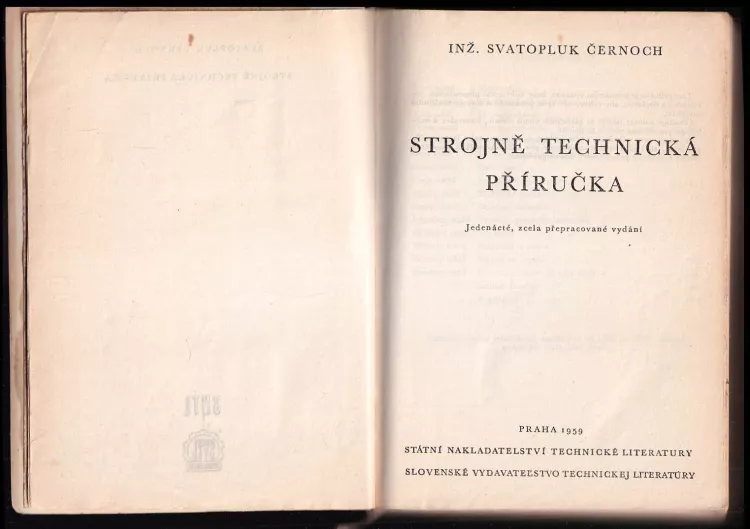 INŽ. SVATOPLUK ČERNOCH
STROJNĚ TECHNICKÁ
PŘÍRUČKA
Jedenácté, zcela přepracované vydání
PRAHA 1959
STÁTNÍ NAKLADATELSTVÍ TECHNICKÉ LITERATURY
SLOVENSKÉ VYDAVATEĽSTVO TECHNICKEJ LITERATÚRY